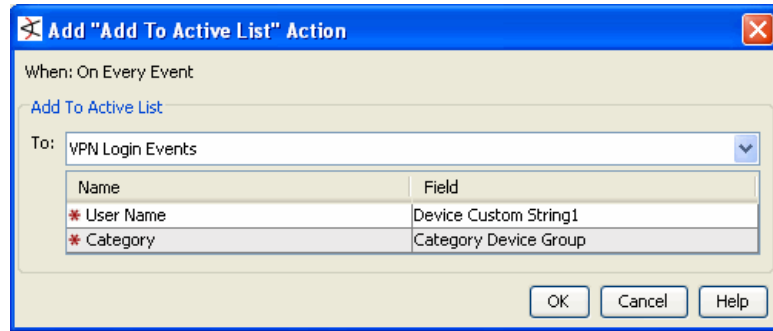 Add "Add To Active List" Action
When: On Every Event
Add To Active List
To: VPN Login Events
Name Field
* User Name Device Custom String1
* Category Category Device Group
OK Cancel Help